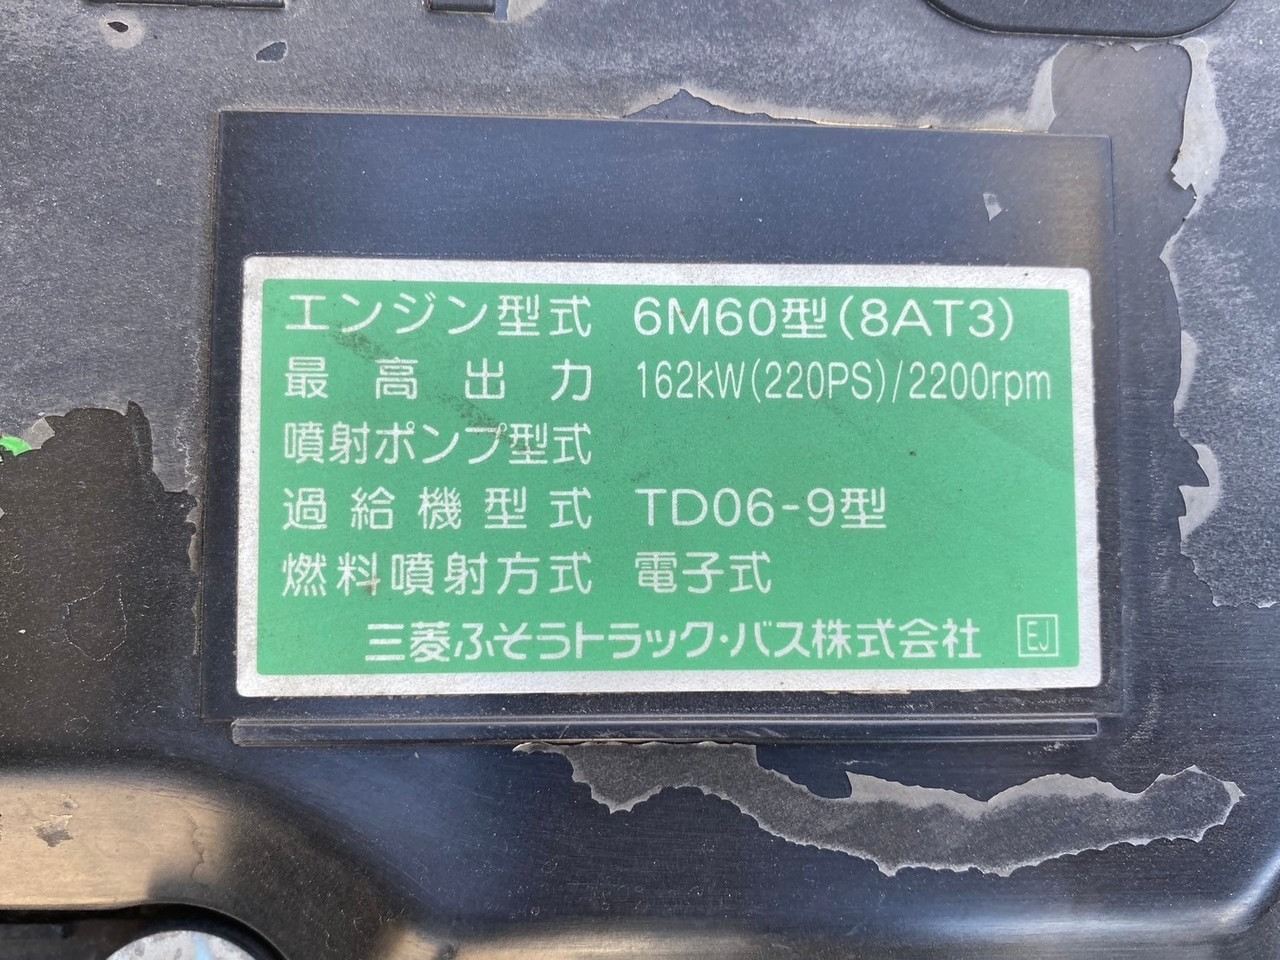 エンジン型式 6M60型(8AT3)
最高出力 162kW(220PS)/2200rpm
噴射ポンプ型式
過給機型式 TD06-9型
燃料噴射方式 電子式
三菱ふそうトラック・バス株式会社 EJ